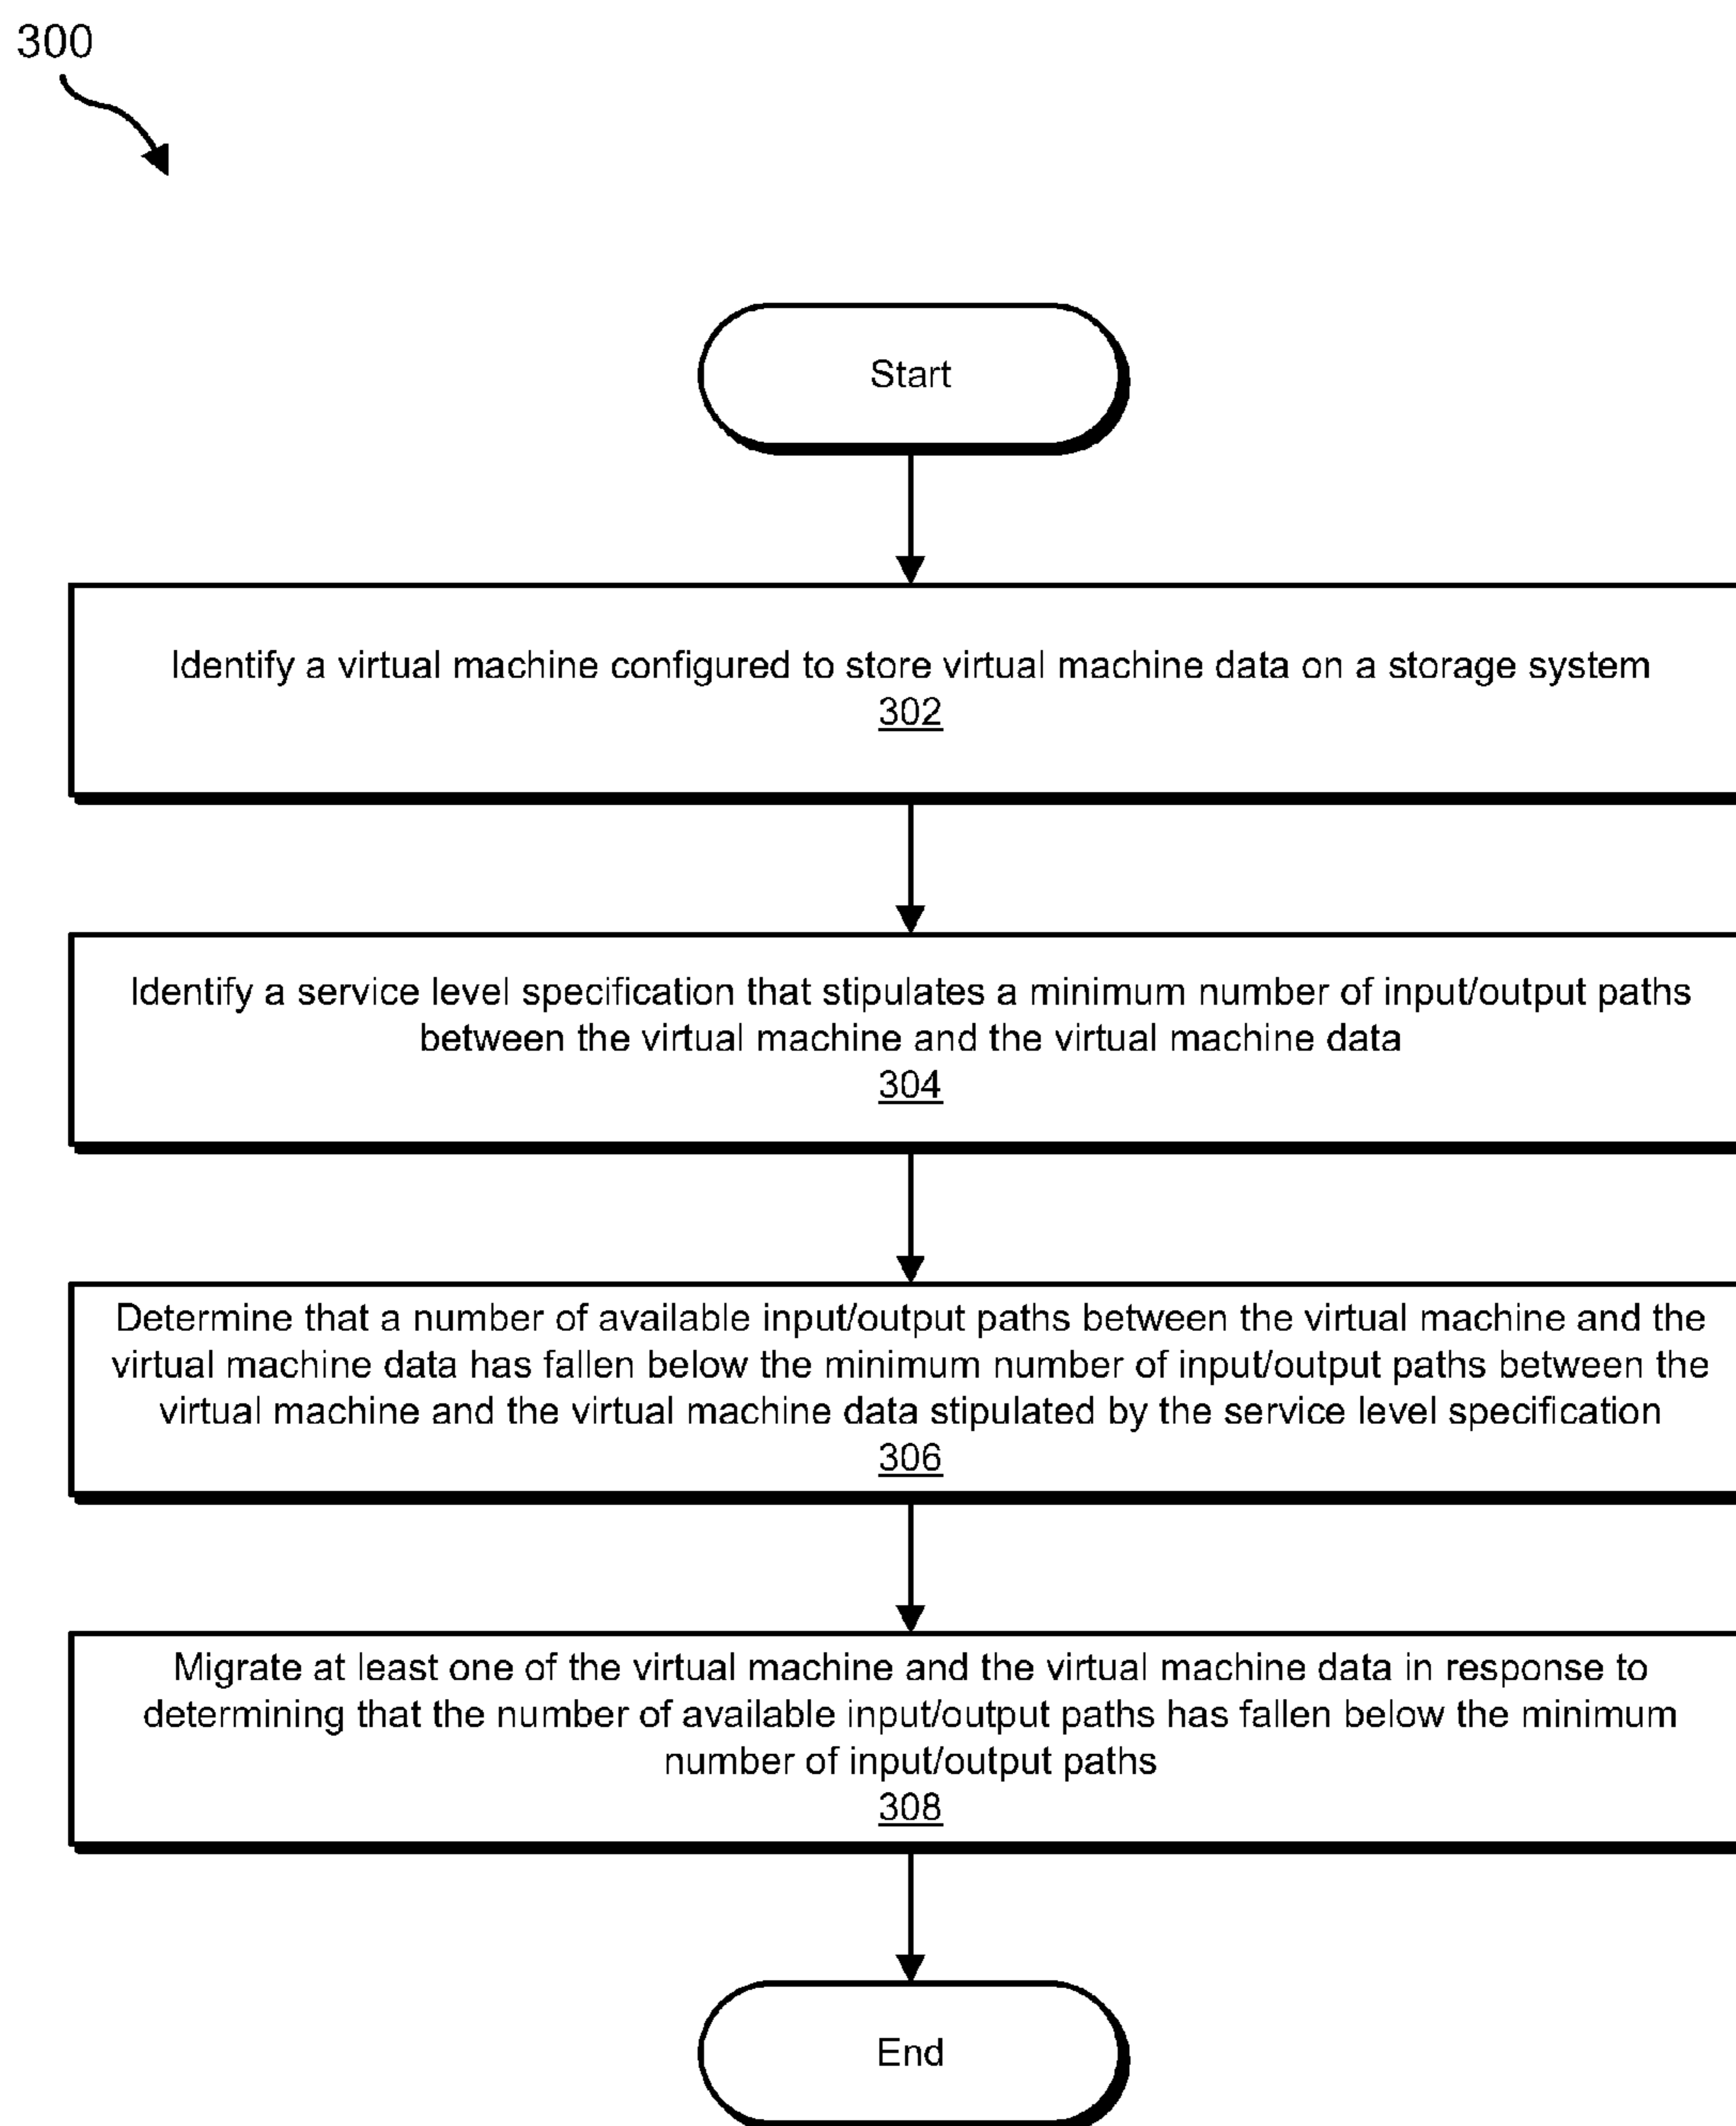 300
Start
Identify a virtual machine configured to store virtual machine data on a storage system
302
Identify a service level specification that stipulates a minimum number of input/output paths
between the virtual machine and the virtual machine data
304
Determine that a number of available input/output paths between the virtual machine and the
virtual machine data has fallen below the minimum number of input/output paths between the
virtual machine and the virtual machine data stipulated by the service level specification
306
Migrate at least one of the virtual machine and the virtual machine data in response to
determining that the number of available input/output paths has fallen below the minimum
number of input/output paths
308
End